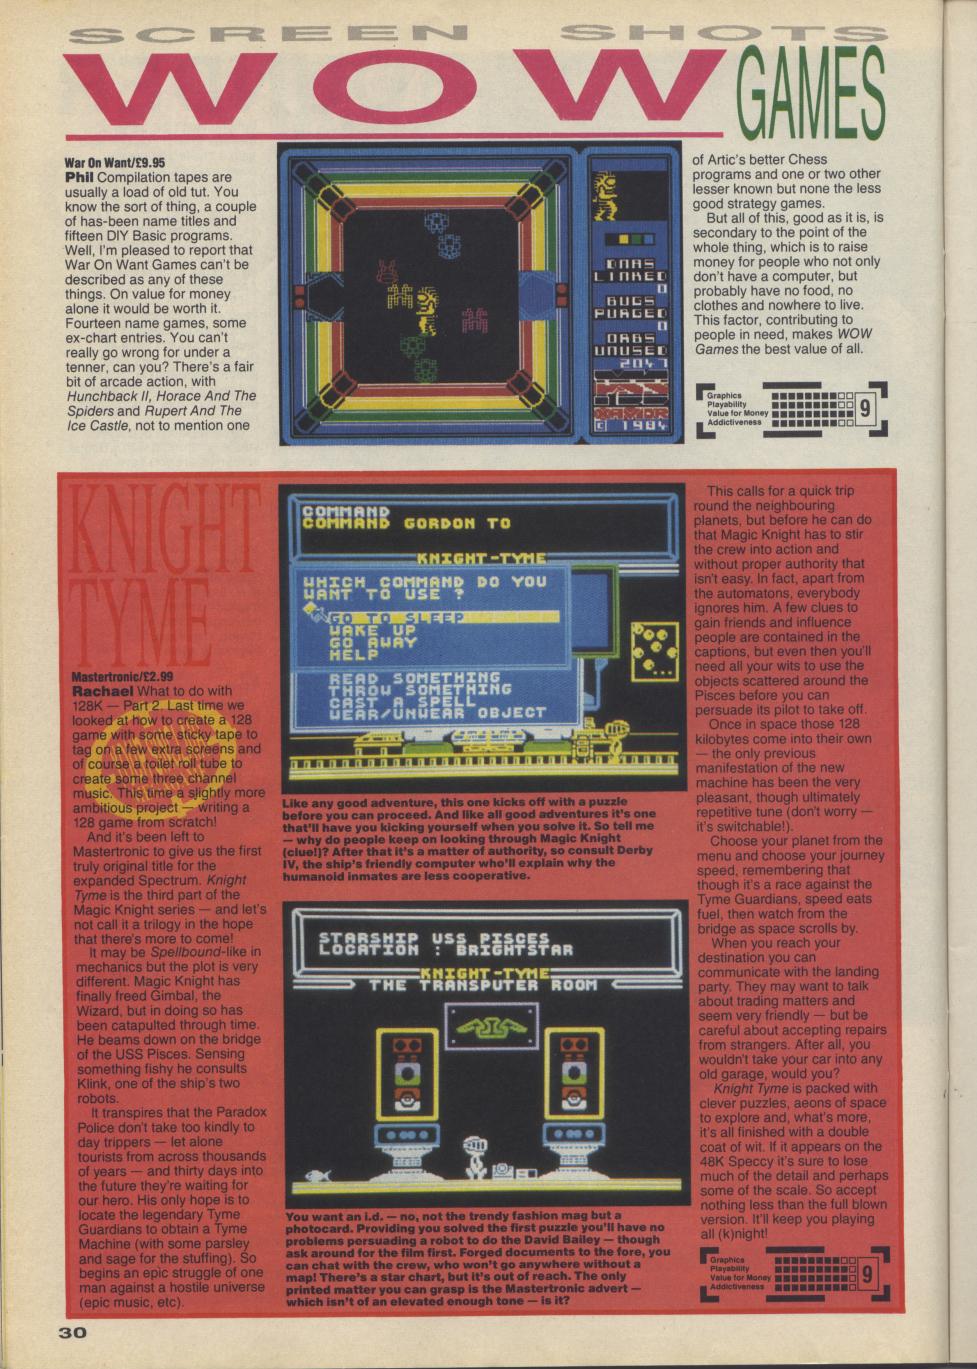 SCREEN SHOTS
WOW GAMES
War On Want/£9.95
Phil Compilation tapes are
usually a load of old tut. You
know the sort of thing, a couple
of has-been name titles and
fifteen DIY Basic programs.
Well, I'm pleased to report that
War On Want Games can't be
described as any of these
things. On value for money
alone it would be worth it.
Fourteen name games, some
ex-chart entries. You can't
really go wrong for under a
tenner, can you? There's a fair
bit of arcade action, with
Hunchback II, Horace And The
Spiders and Rupert And The
Ice Castle, not to mention one
DNAS
LINKED
0
BUGS
PURGED
0
ORBS
UNUSED
2047
© 1984
of Artic's better Chess
programs and one or two other
lesser known but none the less
good strategy games.
But all of this, good as it is, is
secondary to the point of the
whole thing, which is to raise
money for people who not only
don't have a computer, but
probably have no food, no
clothes and nowhere to live.
This factor, contributing to
people in need, makes WOW
Games the best value of all.
Graphics
Playability
Value for Money
Addictiveness
9
KNIGHT
TYME
Mastertronic/£2.99
Rachael What to do with
128K — Part 2. Last time we
looked at how to create a 128
game with some sticky tape to
tag on a few extra screens and
of course a toilet roll tube to
create some three channel
music. This time a slightly more
ambitious project — writing a
128 game from scratch!
And it's been left to
Mastertronic to give us the first
truly original title for the
expanded Spectrum. Knight
Tyme is the third part of the
Magic Knight series — and let's
not call it a trilogy in the hope
that there's more to come!
It may be Spellbound-like in
mechanics but the plot is very
different. Magic Knight has
finally freed Gimbal, the
Wizard, but in doing so has
been catapulted through time.
He beams down on the bridge
of the USS Pisces. Sensing
something fishy he consults
Klink, one of the ship's two
robots.
It transpires that the Paradox
Police don't take too kindly to
day trippers — let alone
tourists from across thousands
of years — and thirty days into
the future they're waiting for
our hero. His only hope is to
locate the legendary Tyme
Guardians to obtain a Tyme
Machine (with some parsley
and sage for the stuffing). So
begins an epic struggle of one
man against a hostile universe
(epic music, etc).
COMMAND
COMMAND GORDON TO
KNIGHT-TYME
WHICH COMMAND DO YOU
WANT TO USE ?
GO TO SLEEP
WAKE UP
GO AWAY
HELP
READ SOMETHING
THROW SOMETHING
CAST A SPELL
WEAR/UNWEAR OBJECT
Like any good adventure, this one kicks off with a puzzle
before you can proceed. And like all good adventures it's one
that'll have you kicking yourself when you solve it. So tell me
— why do people keep on looking through Magic Knight
(clue!)? After that it's a matter of authority, so consult Derby
IV, the ship's friendly computer who'll explain why the
humanoid inmates are less cooperative.
STARSHIP USS PISCES
LOCATION : BRIGHTSTAR
KNIGHT-TYME
THE TRANSPUTER ROOM
You want an i.d. — no, not the trendy fashion mag but a
photocard. Providing you solved the first puzzle you'll have no
problems persuading a robot to do the David Bailey — though
ask around for the film first. Forged documents to the fore, you
can chat with the crew, who won't go anywhere without a
map! There's a star chart, but it's out of reach. The only
printed matter you can grasp is the Mastertronic advert —
which isn't of an elevated enough tone — is it?
This calls for a quick trip
round the neighbouring
planets, but before he can do
that Magic Knight has to stir
the crew into action and
without proper authority that
isn't easy. In fact, apart from
the automatons, everybody
ignores him. A few clues to
gain friends and influence
people are contained in the
captions, but even then you'll
need all your wits to use the
objects scattered around the
Pisces before you can
persuade its pilot to take off.
Once in space those 128
kilobytes come into their own
— the only previous
manifestation of the new
machine has been the very
pleasant, though ultimately
repetitive tune (don't worry —
it's switchable!).
Choose your planet from the
menu and choose your journey
speed, remembering that
though it's a race against the
Tyme Guardians, speed eats
fuel, then watch from the
bridge as space scrolls by.
When you reach your
destination you can
communicate with the landing
party. They may want to talk
about trading matters and
seem very friendly — but be
careful about accepting repairs
from strangers. After all, you
wouldn't take your car into any
old garage, would you?
Knight Tyme is packed with
clever puzzles, aeons of space
to explore and, what's more,
it's all finished with a double
coat of wit. If it appears on the
48K Speccy it's sure to lose
much of the detail and perhaps
some of the scale. So accept
nothing less than the full blown
version. It'll keep you playing
all (k)night!
Graphics
Playability
Value for Money
Addictiveness
9
30